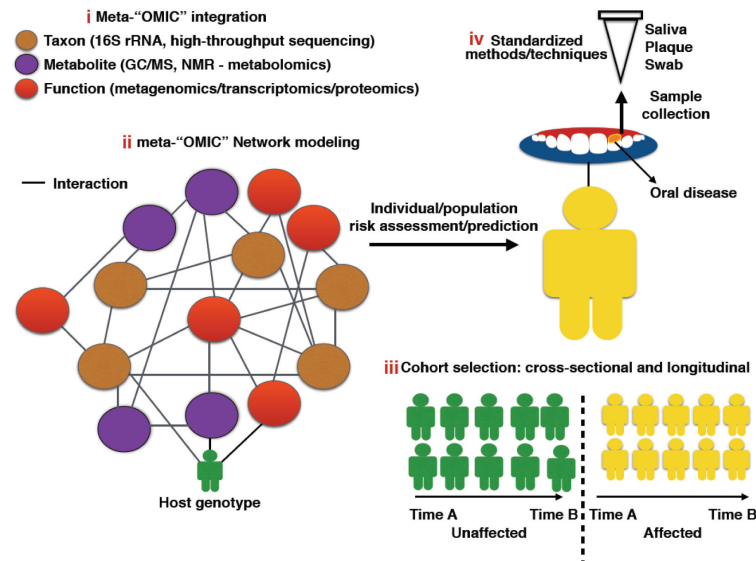 i Meta-“OMIC” integration
Taxon (16S rRNA, high-throughput sequencing)
Metabolite (GC/MS, NMR - metabolomics)
Function (metagenomics/transcriptomics/proteomics)
ii meta-“OMIC” Network modeling
Interaction
Host genotype
Individual/population
risk assessment/prediction
iv Standardized
methods/techniques
Saliva
Plaque
Swab
Sample
collection
Oral disease
iii Cohort selection: cross-sectional and longitudinal
Time A Time B
Unaffected
Time A Time B
Affected